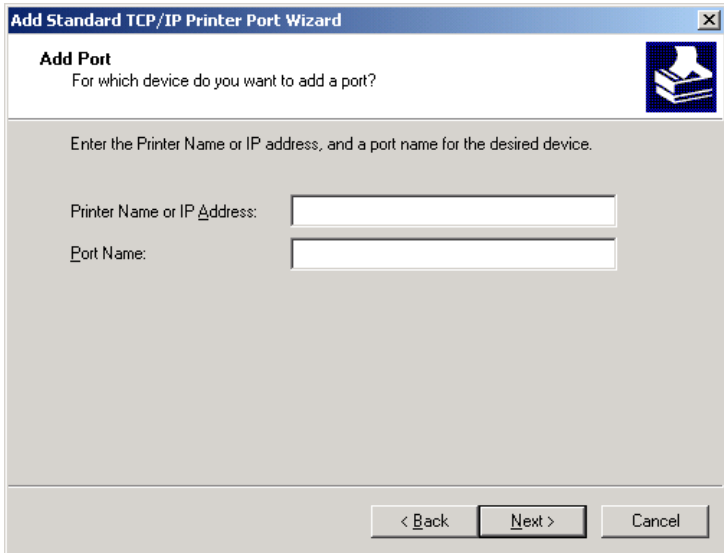 Add Standard TCP/IP Printer Port Wizard
Add Port
For which device do you want to add a port?
Enter the Printer Name or IP address, and a port name for the desired device.
Printer Name or IP Address:
Port Name:
< Back Next > Cancel